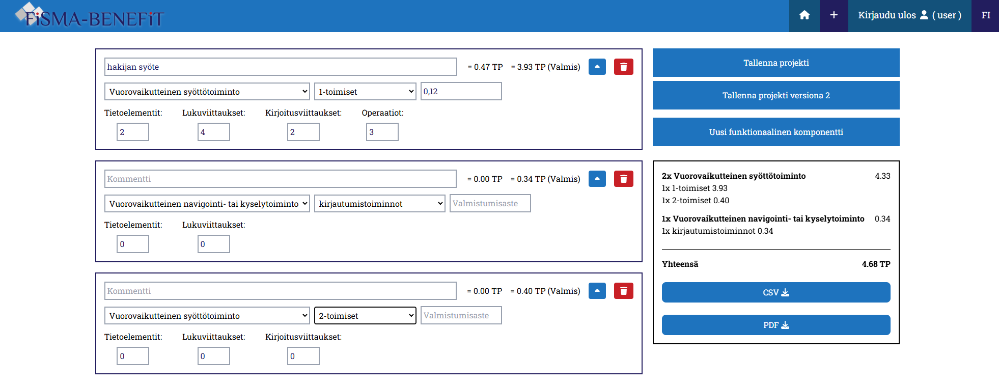 FiSMA-BENEFiT
Kirjaudu ulos ( user )
FI
hakijan syöte
= 0.47 TP = 3.93 TP (Valmis)
Vuorovaikutteinen syöttötoiminto 1-toimiset 0,12
Tietoelementit: Lukuviittaukset: Kirjoitusviittaukset: Operaatiot:
2 4 2 3
Kommentti = 0.00 TP = 0.34 TP (Valmis)
Vuorovaikutteinen navigointi- tai kyselytoiminto kirjautumistoiminnot Valmistumisaste
Tietoelementit: Lukuviittaukset:
0 0
Kommentti = 0.00 TP = 0.40 TP (Valmis)
Vuorovaikutteinen syöttötoiminto 2-toimiset Valmistumisaste
Tietoelementit: Lukuviittaukset: Kirjoitusviittaukset:
0 0 0
Tallenna projekti
Tallenna projekti versiona 2
Uusi funktionaalinen komponentti
2x Vuorovaikutteinen syöttötoiminto 4.33
1x 1-toimiset 3.93
1x 2-toimiset 0.40
1x Vuorovaikutteinen navigointi- tai kyselytoiminto 0.34
1x kirjautumistoiminnot 0.34
Yhteensä 4.68 TP
CSV
PDF